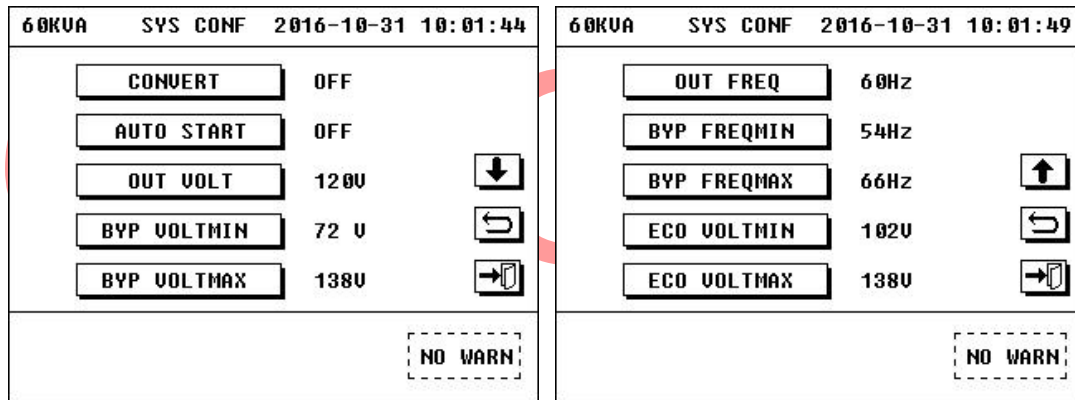 60KVA SYS CONF 2016-10-31 10:01:44
CONVERT OFF
AUTO START OFF
OUT VOLT 120V
BYP VOLTMIN 72 V
BYP VOLTMAX 138V
NO WARN
60KVA SYS CONF 2016-10-31 10:01:49
OUT FREQ 60Hz
BYP FREQMIN 54Hz
BYP FREQMAX 66Hz
ECO VOLTMIN 102V
ECO VOLTMAX 138V
NO WARN